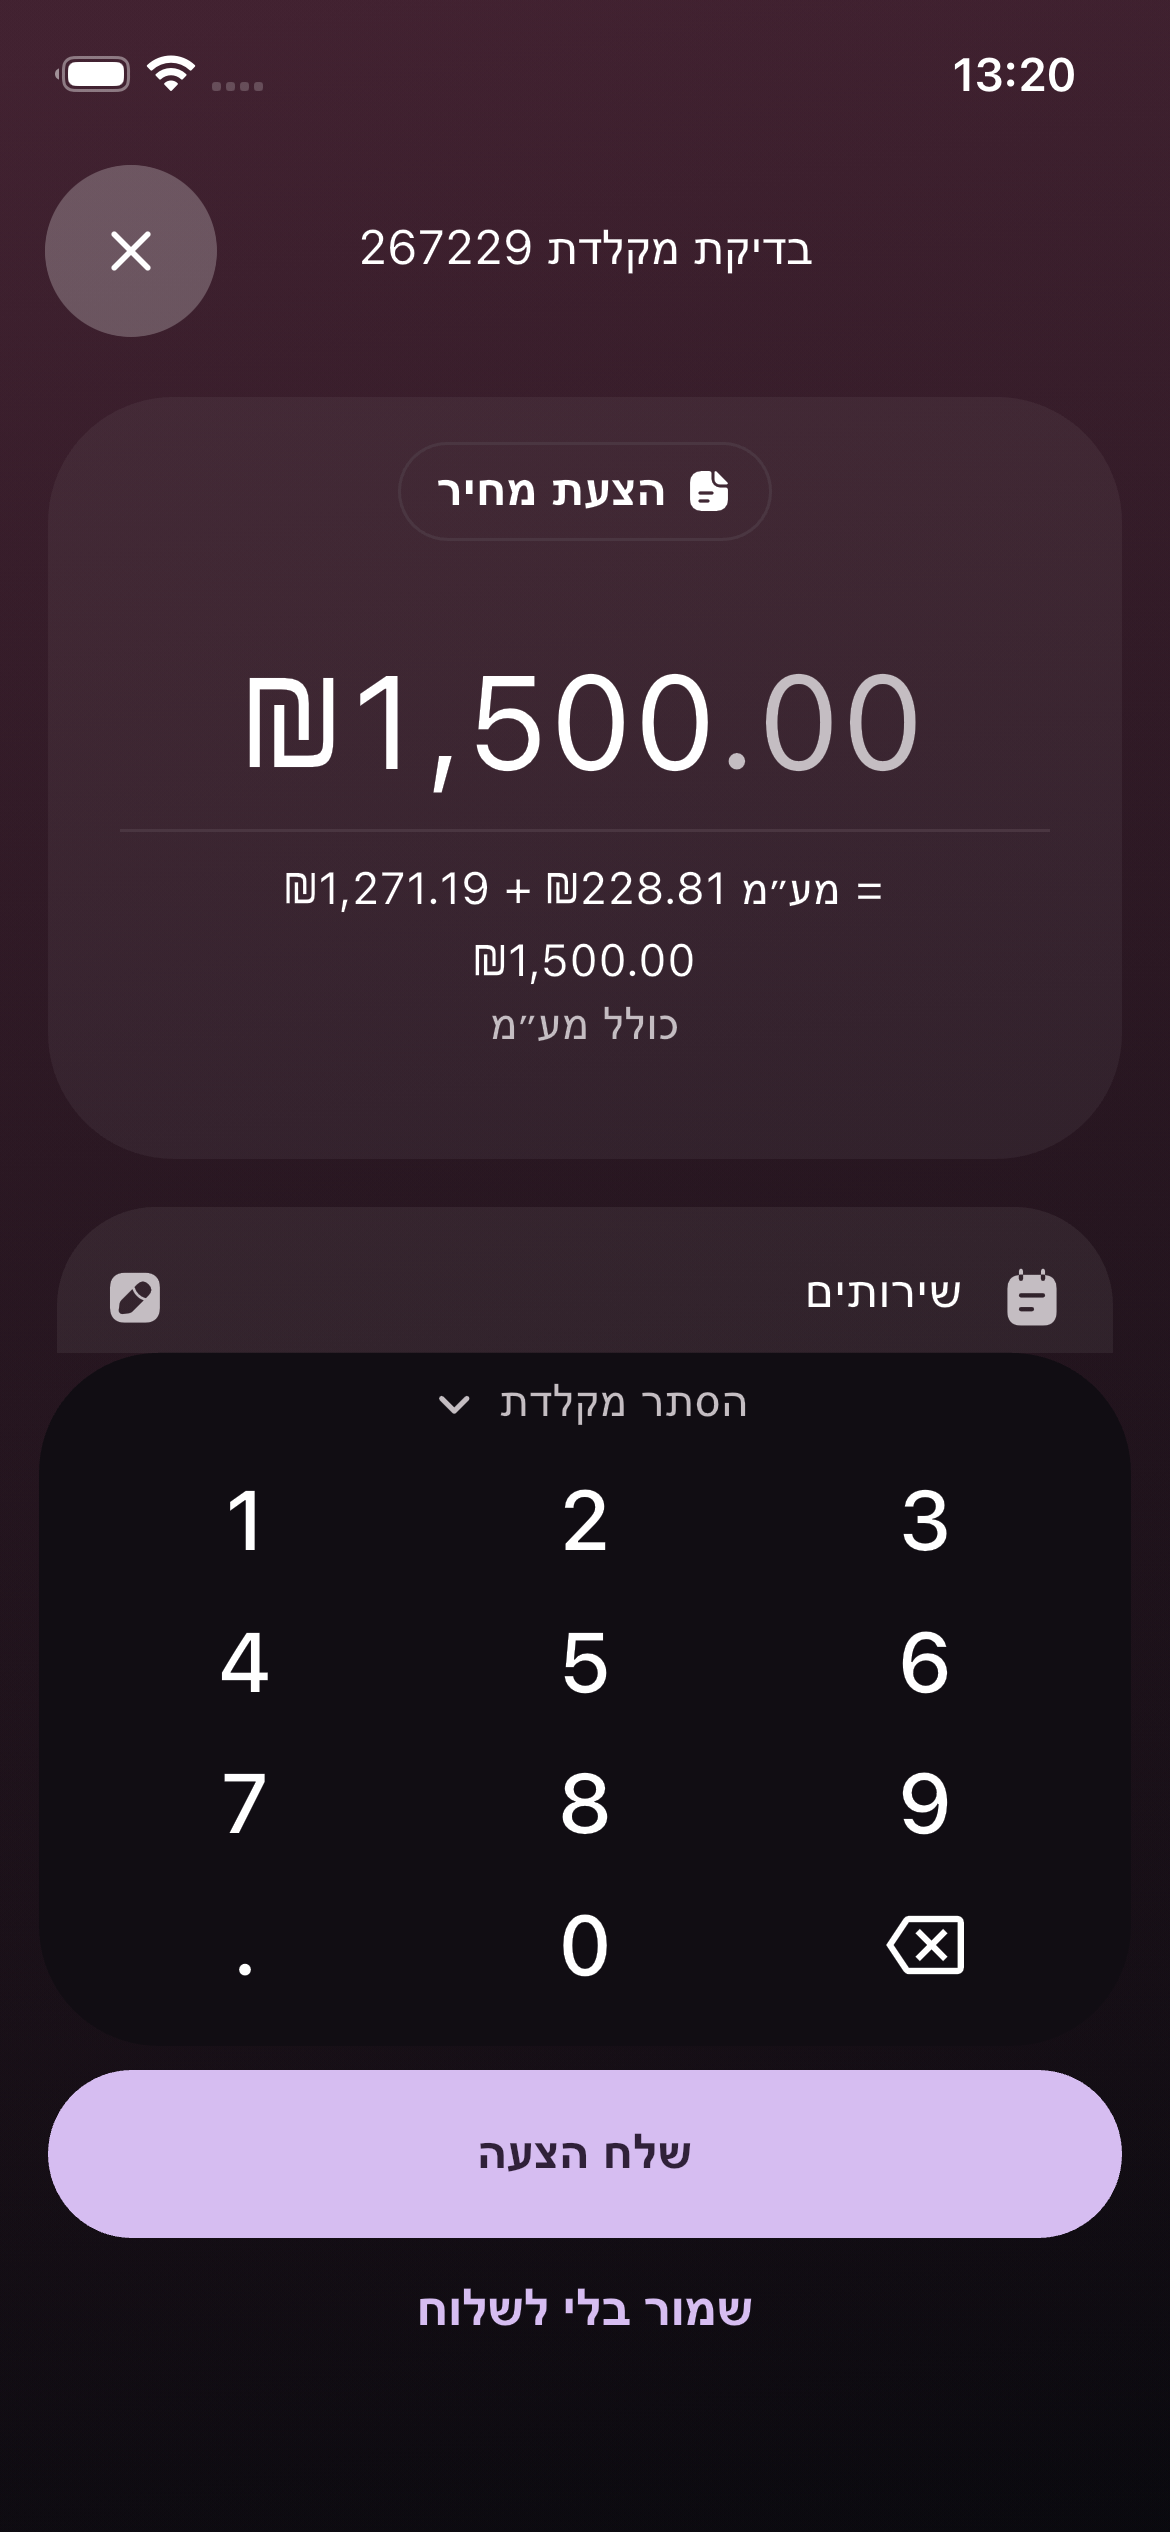 13:20
בדיקת מקלדת 267229
הצעת מחיר
₪1,500.00
₪1,271.19 + ₪228.81 מע״מ =
₪1,500.00
כולל מע״מ
שירותים
הסתר מקלדת
1 2 3
4 5 6
7 8 9
. 0
שלח הצעה
שמור בלי לשלוח